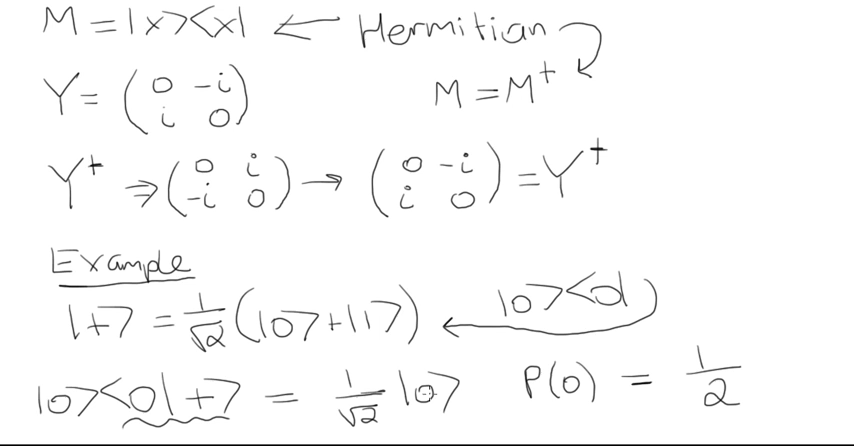 M = |x><x| ← Hermitian
Y = (0 -i; i 0) M = M†
Y† ⇒ (0 i; -i 0) → (0 -i; i 0) = Y†
Example
|+> = 1/√2 (|0> + |1>) ← |0><0|
|0><0|+> = 1/√2 |0> P(0) = 1/2